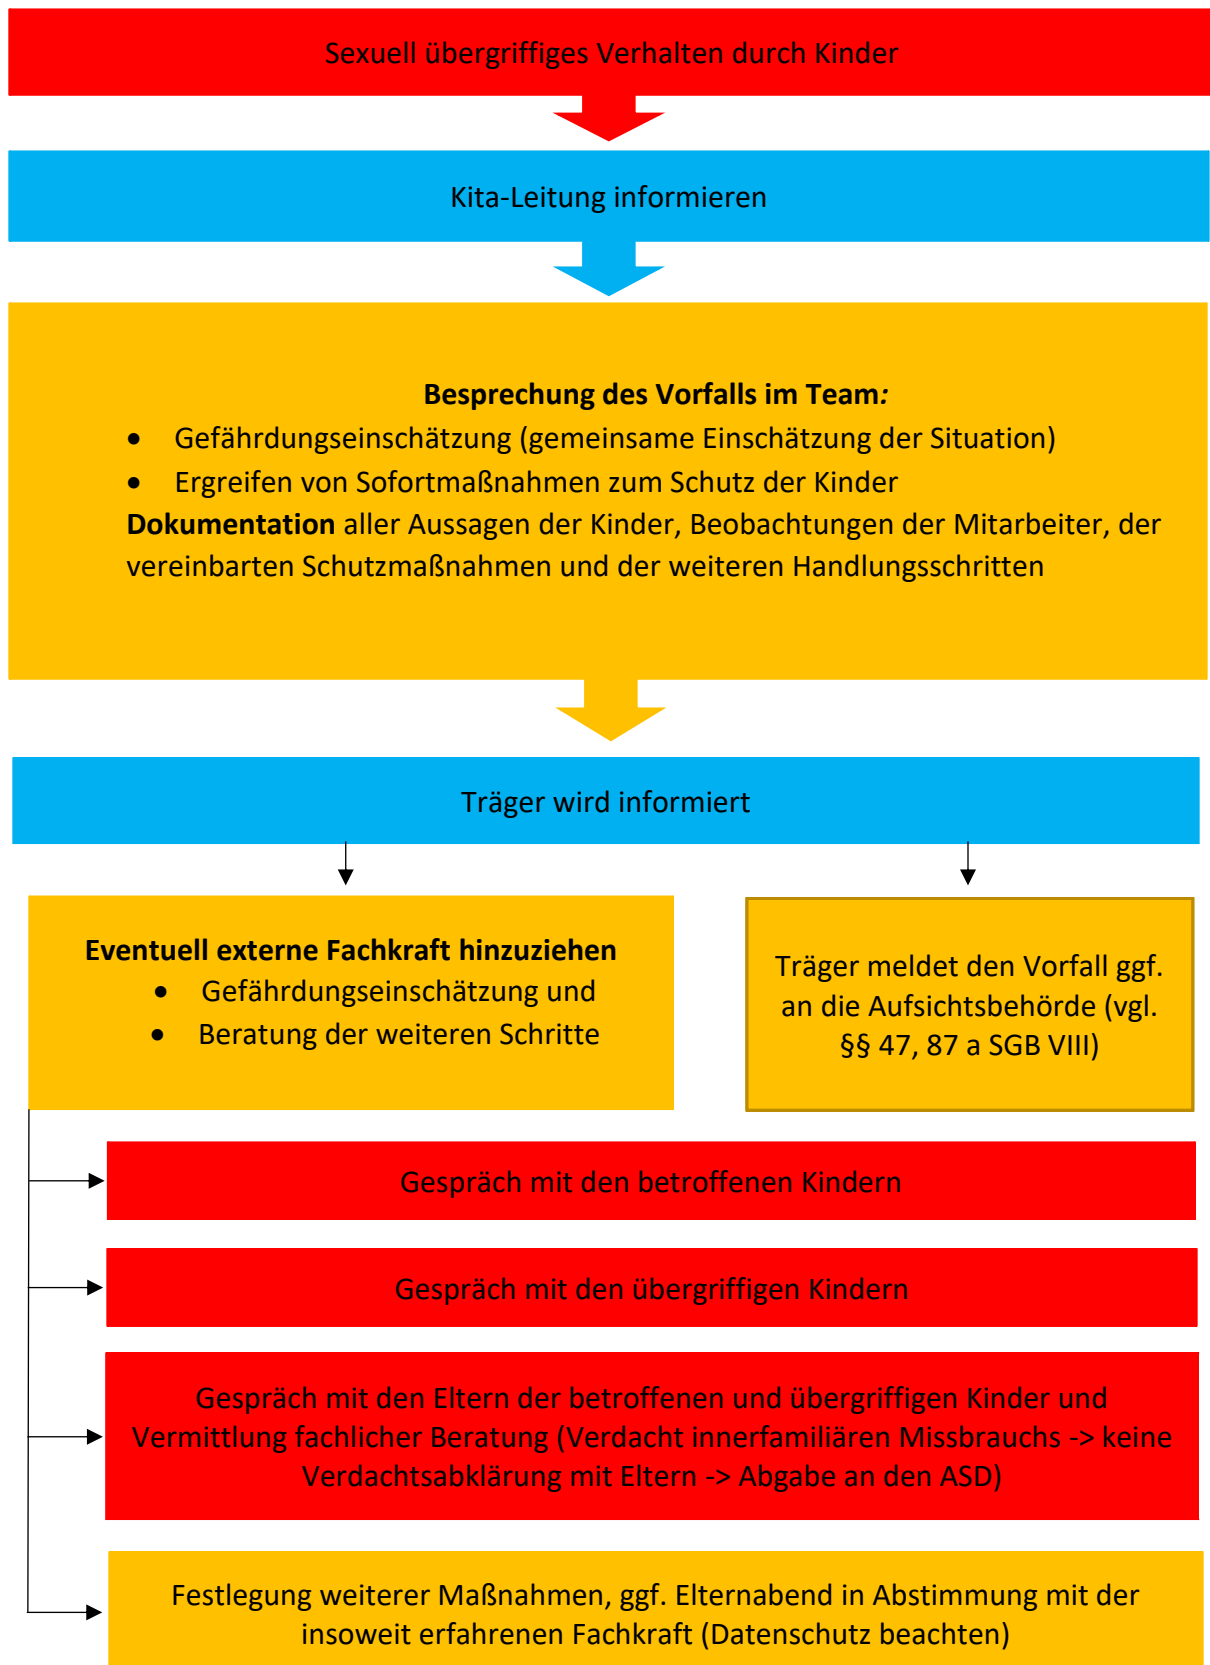 Sexuell übergriffiges Verhalten durch Kinder
Kita-Leitung informieren
Besprechung des Vorfalls im Team:
• Gefährdungseinschätzung (gemeinsame Einschätzung der Situation)
• Ergreifen von Sofortmaßnahmen zum Schutz der Kinder
Dokumentation aller Aussagen der Kinder, Beobachtungen der Mitarbeiter, der
vereinbarten Schutzmaßnahmen und der weiteren Handlungsschritten
Träger wird informiert
Eventuell externe Fachkraft hinzuziehen
• Gefährdungseinschätzung und
• Beratung der weiteren Schritte
Träger meldet den Vorfall ggf.
an die Aufsichtsbehörde (vgl.
§§ 47, 87 a SGB VIII)
Gespräch mit den betroffenen Kindern
Gespräch mit den übergriffigen Kindern
Gespräch mit den Eltern der betroffenen und übergriffigen Kinder und
Vermittlung fachlicher Beratung (Verdacht innerfamiliären Missbrauchs -> keine
Verdachtsabklärung mit Eltern -> Abgabe an den ASD)
Festlegung weiterer Maßnahmen, ggf. Elternabend in Abstimmung mit der
insoweit erfahrenen Fachkraft (Datenschutz beachten)